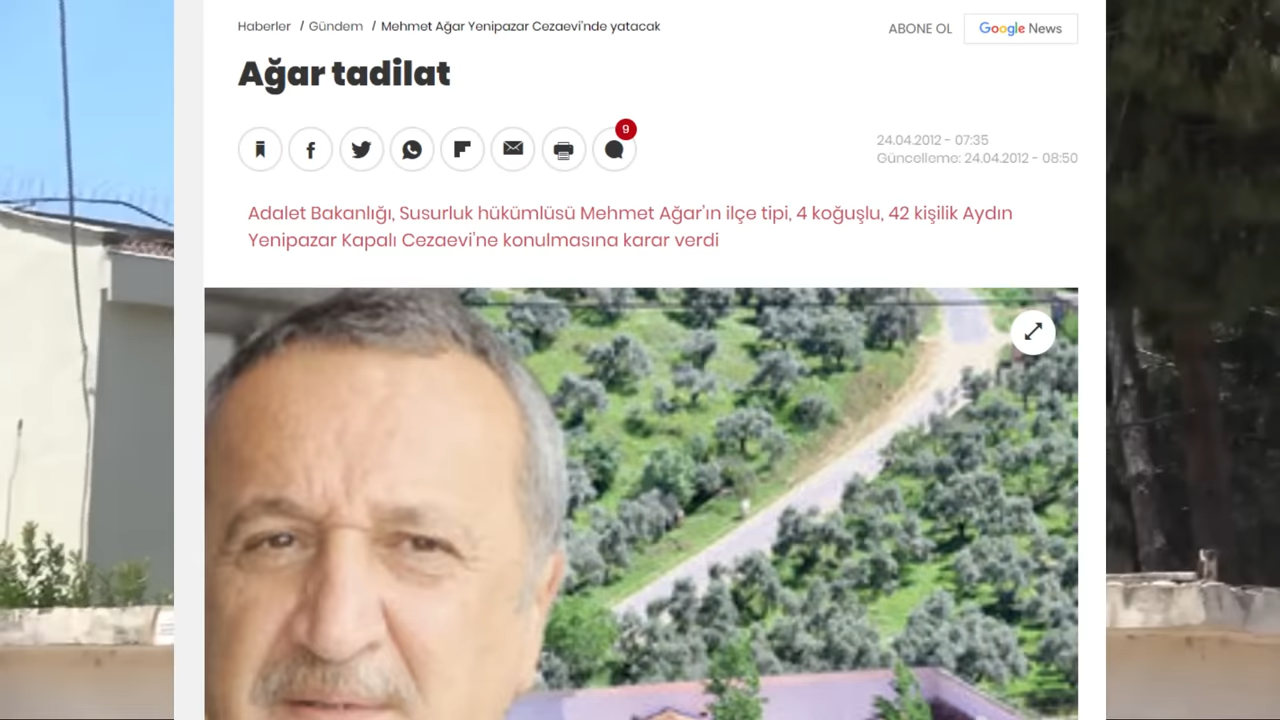 Haberler / Gündem / Mehmet Ağar Yenipazar Cezaevi'nde yatacak
ABONE OL Google News
Ağar tadilat
9
24.04.2012 - 07:35
Güncelleme: 24.04.2012 - 08:50
Adalet Bakanlığı, Susurluk hükümlüsü Mehmet Ağar'ın ilçe tipi, 4 koğuşlu, 42 kişilik Aydın
Yenipazar Kapalı Cezaevi'ne konulmasına karar verdi